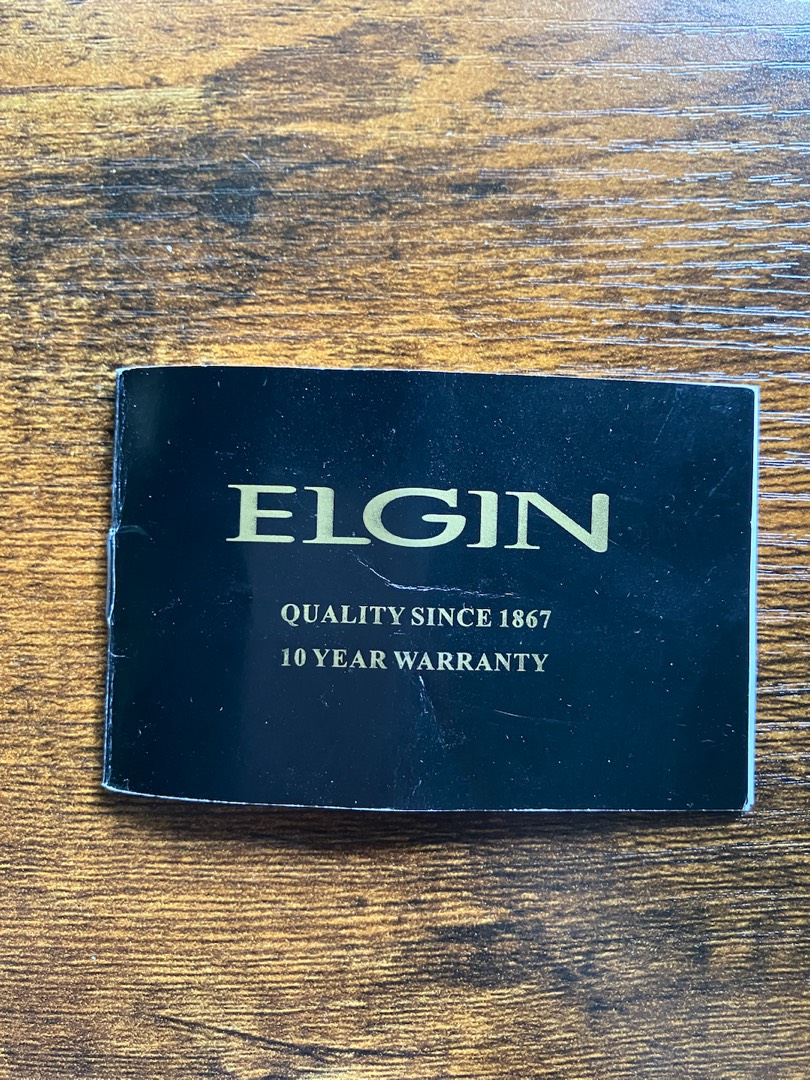 ELGIN
QUALITY SINCE 1867
10 YEAR WARRANTY